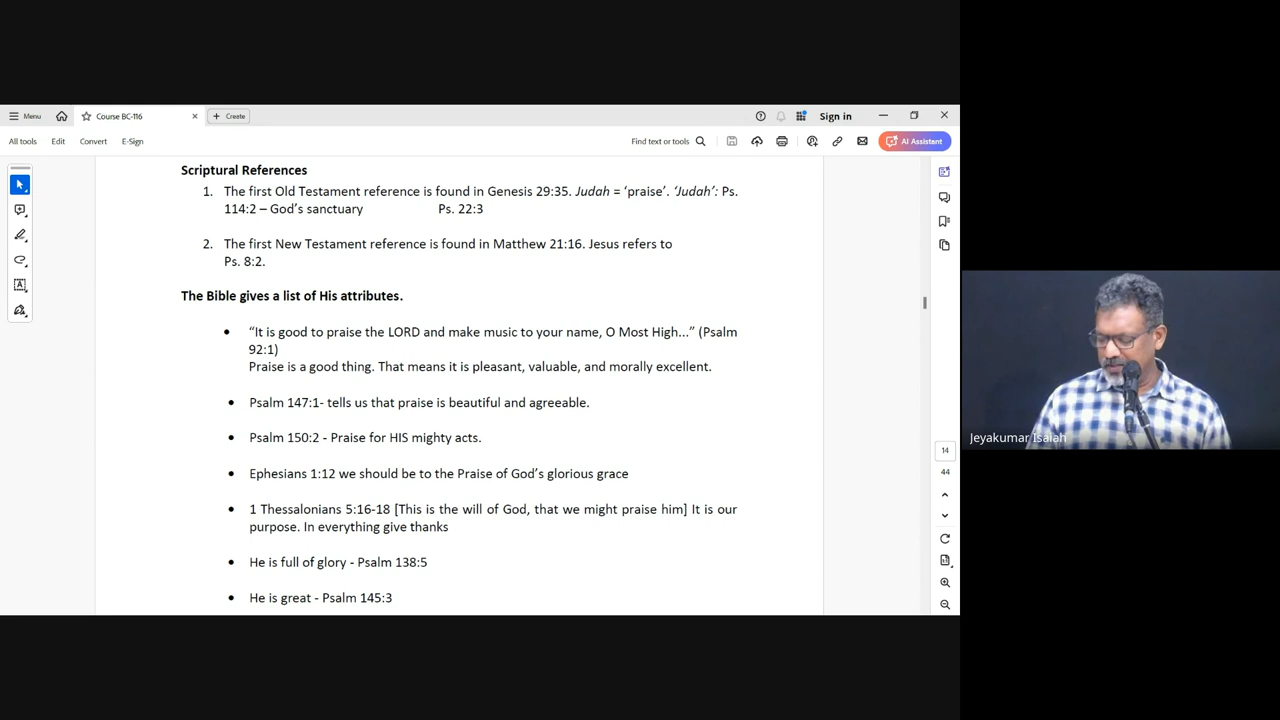 Menu
Course BC-116
Create
Sign in
All tools
Edit
Convert
E-Sign
Find text or tools
AI Assistant
Scriptural References
1. The first Old Testament reference is found in Genesis 29:35. Judah = ‘praise’. ‘Judah’: Ps.
114:2 – God’s sanctuary Ps. 22:3
2. The first New Testament reference is found in Matthew 21:16. Jesus refers to
Ps. 8:2.
The Bible gives a list of His attributes.
• “It is good to praise the LORD and make music to your name, O Most High...” (Psalm
92:1)
Praise is a good thing. That means it is pleasant, valuable, and morally excellent.
• Psalm 147:1- tells us that praise is beautiful and agreeable.
• Psalm 150:2 - Praise for HIS mighty acts.
• Ephesians 1:12 we should be to the Praise of God’s glorious grace
• 1 Thessalonians 5:16-18 [This is the will of God, that we might praise him] It is our
purpose. In everything give thanks
• He is full of glory - Psalm 138:5
• He is great - Psalm 145:3
14
44
Jeyakumar Isaiah